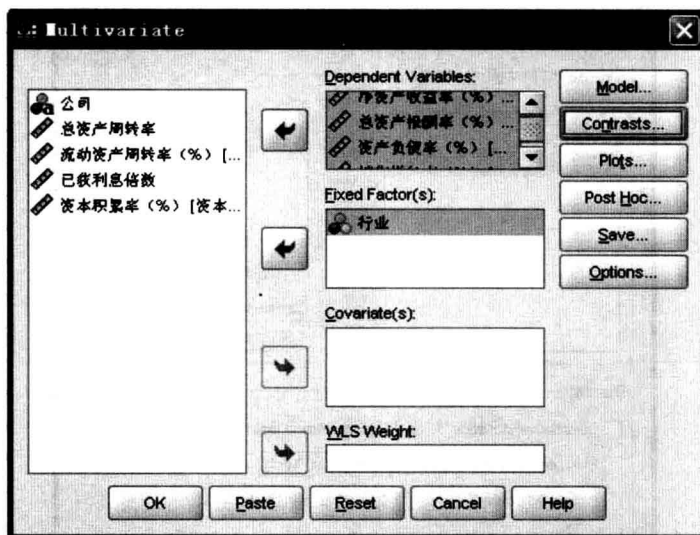 Multivariate
公司
总资产周转率
流动资产周转率(%) [...
已获利息倍数
资本积累率(%) [资本...
Dependent Variables:
净资产收益率(%) ...
总资产报酬率(%) ...
资产负债率(%) [...
Fixed Factor(s):
行业
Covariate(s):
WLS Weight:
Model...
Contrasts...
Plots...
Post Hoc...
Save...
Options...
OK
Paste
Reset
Cancel
Help